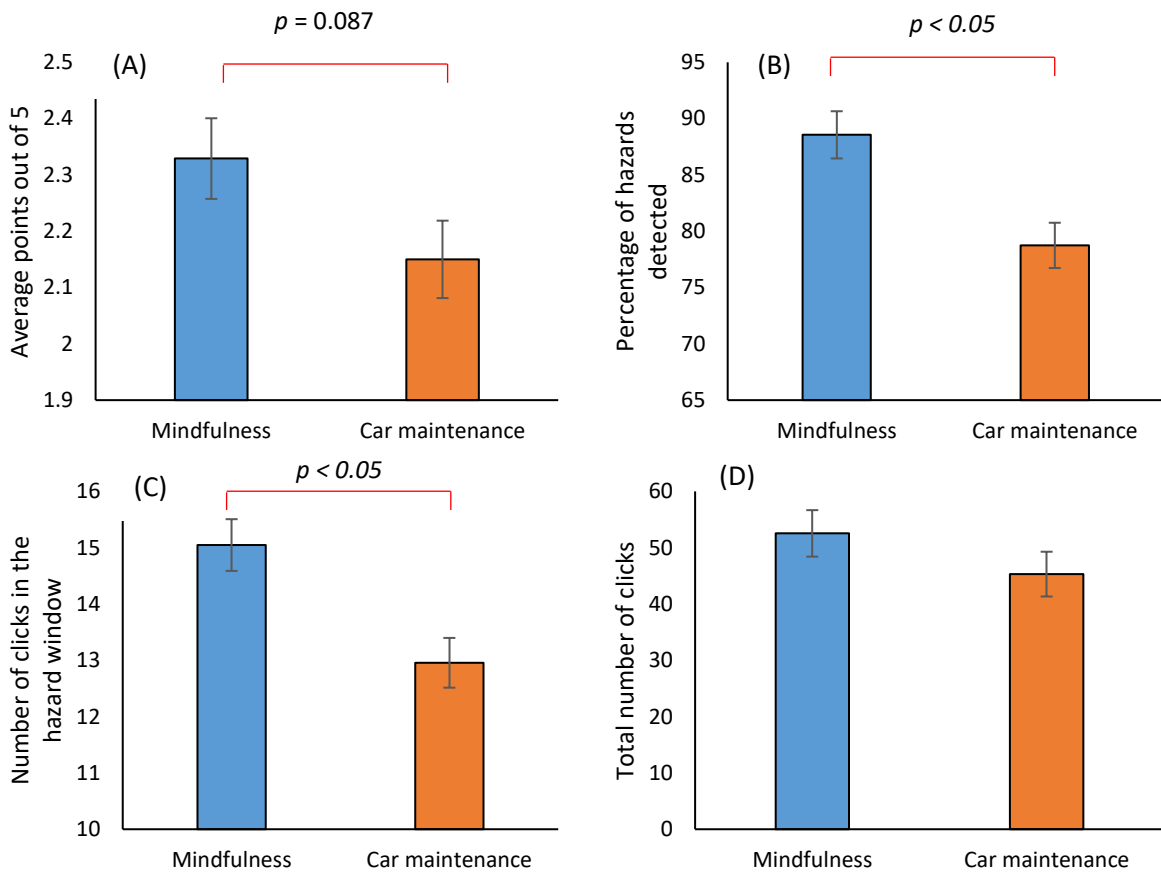 p = 0.087
(A)
Average points out of 5
2.5
2.4
2.3
2.2
2.1
2
1.9
Mindfulness
Car maintenance
p < 0.05
(B)
Percentage of hazards
detected
95
90
85
80
75
70
65
Mindfulness
Car maintenance
p < 0.05
(C)
Number of clicks in the
hazard window
16
15
14
13
12
11
10
Mindfulness
Car maintenance
(D)
Total number of clicks
60
50
40
30
20
10
0
Mindfulness
Car maintenance